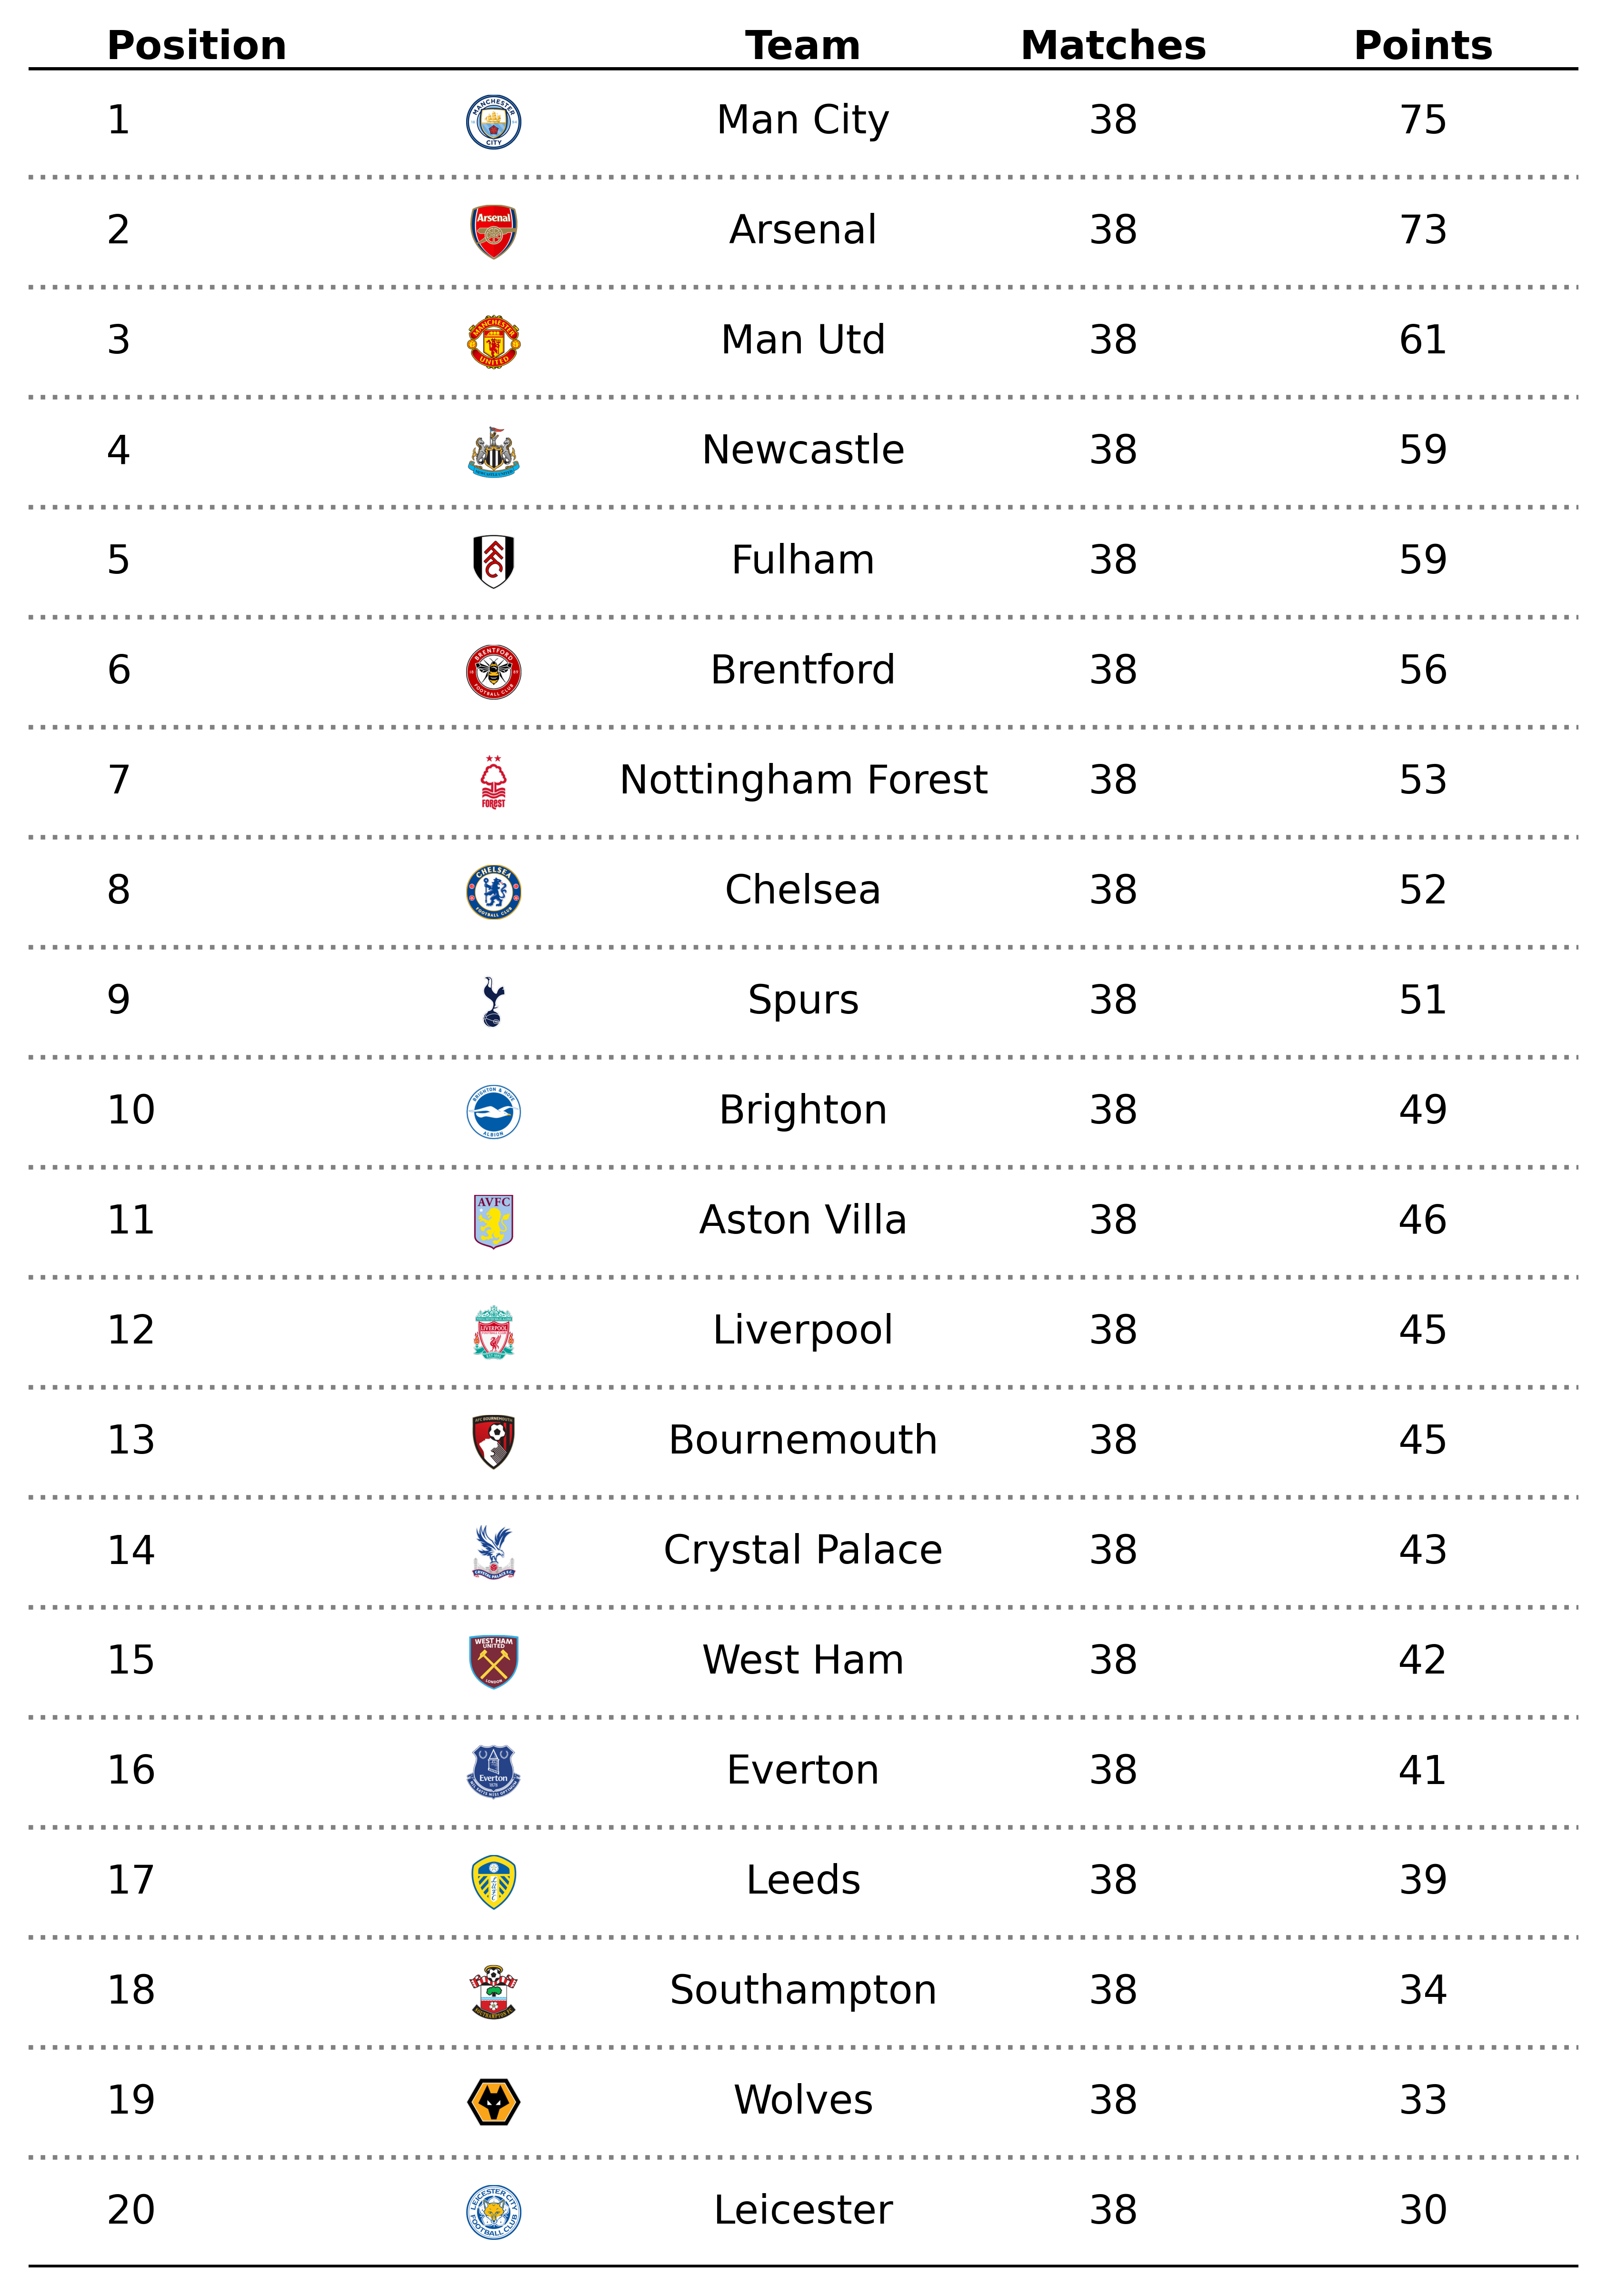 Position Team Matches Points
1 MANCHESTER CITY Man City 38 75
2 Arsenal Arsenal 38 73
3 MANCHESTER UNITED Man Utd 38 61
4 Newcastle 38 59
5 Fulham 38 59
6 BRENTFORD FOOTBALL CLUB Brentford 38 56
7 FOREST Nottingham Forest 38 53
8 CHELSEA FOOTBALL CLUB Chelsea 38 52
9 Spurs 38 51
10 BRIGHTON & HOVE ALBION Brighton 38 49
11 AVFC Aston Villa 38 46
12 LIVERPOOL Liverpool 38 45
13 AFC BOURNEMOUTH Bournemouth 38 45
14 Crystal Palace 38 43
15 WEST HAM UNITED LONDON West Ham 38 42
16 Everton Everton 38 41
17 Leeds 38 39
18 Southampton 38 34
19 Wolves 38 33
20 LEICESTER CITY FOOTBALL CLUB Leicester 38 30